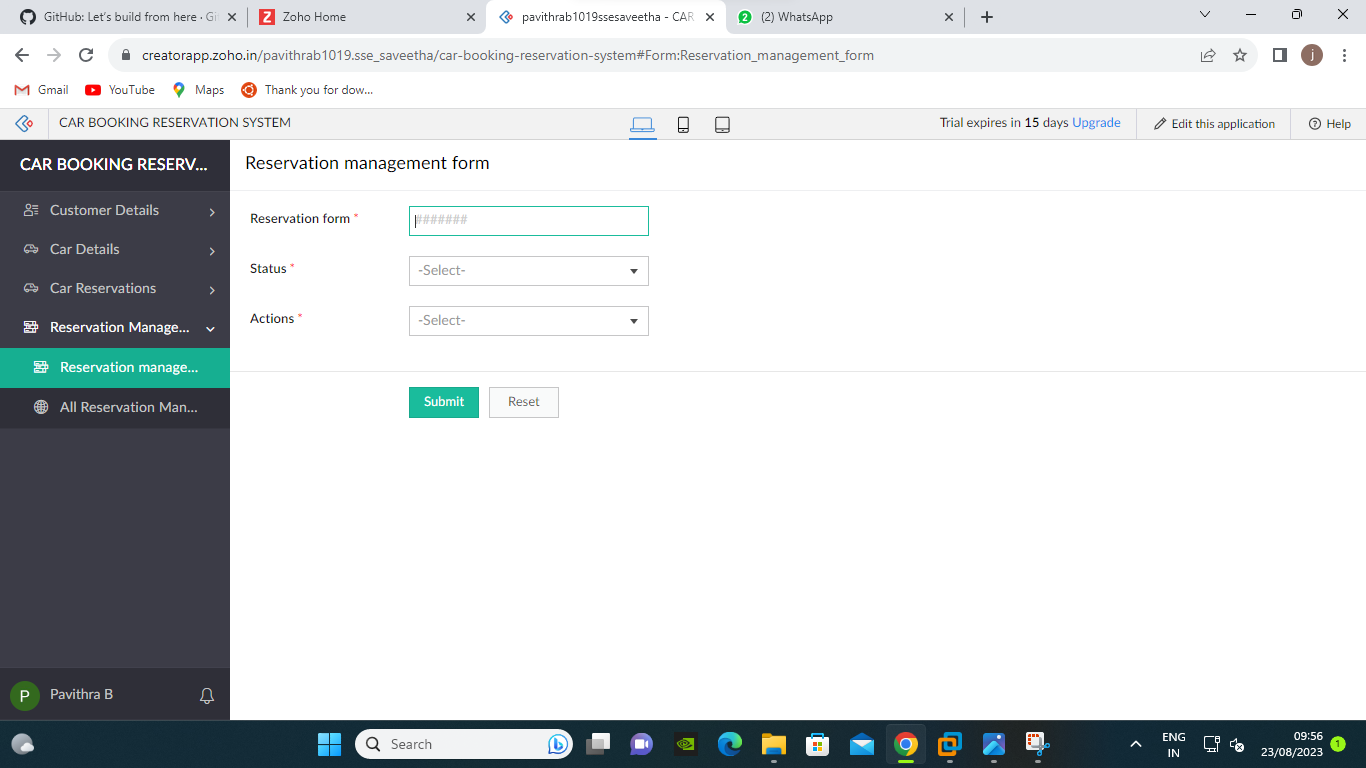 GitHub: Let's build from here · Gi
Zoho Home
pavithrab1019ssesaveetha - CAR
(2) WhatsApp
creatorapp.zoho.in/pavithrab1019.sse_saveetha/car-booking-reservation-system#Form:Reservation_management_form
Gmail
YouTube
Maps
Thank you for dow...
CAR BOOKING RESERVATION SYSTEM
Trial expires in 15 days Upgrade
Edit this application
Help
CAR BOOKING RESERV...
Customer Details
Car Details
Car Reservations
Reservation Manage...
Reservation manage...
All Reservation Man...
Pavithra B
P
Reservation management form
Reservation form *
#######
Status *
-Select-
Actions *
-Select-
Submit
Reset
Search
ENG
IN
09:56
23/08/2023
1